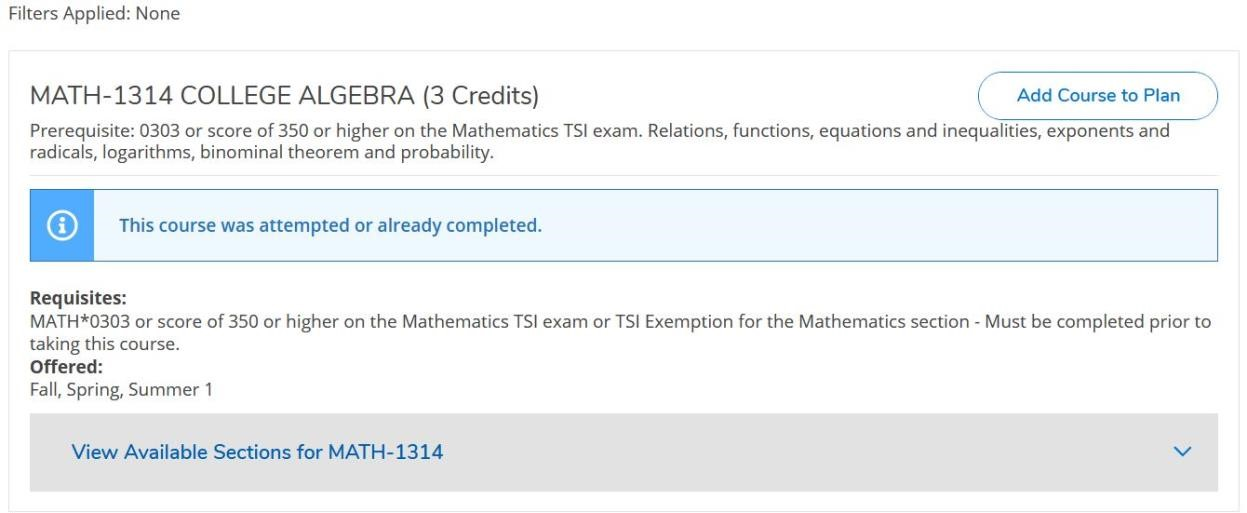 Filters Applied: None
MATH-1314 COLLEGE ALGEBRA (3 Credits)
Add Course to Plan
Prerequisite: 0303 or score of 350 or higher on the Mathematics TSI exam. Relations, functions, equations and inequalities, exponents and
radicals, logarithms, binominal theorem and probability.
This course was attempted or already completed.
Requisites:
MATH*0303 or score of 350 or higher on the Mathematics TSI exam or TSI Exemption for the Mathematics section - Must be completed prior to
taking this course.
Offered:
Fall, Spring, Summer 1
View Available Sections for MATH-1314